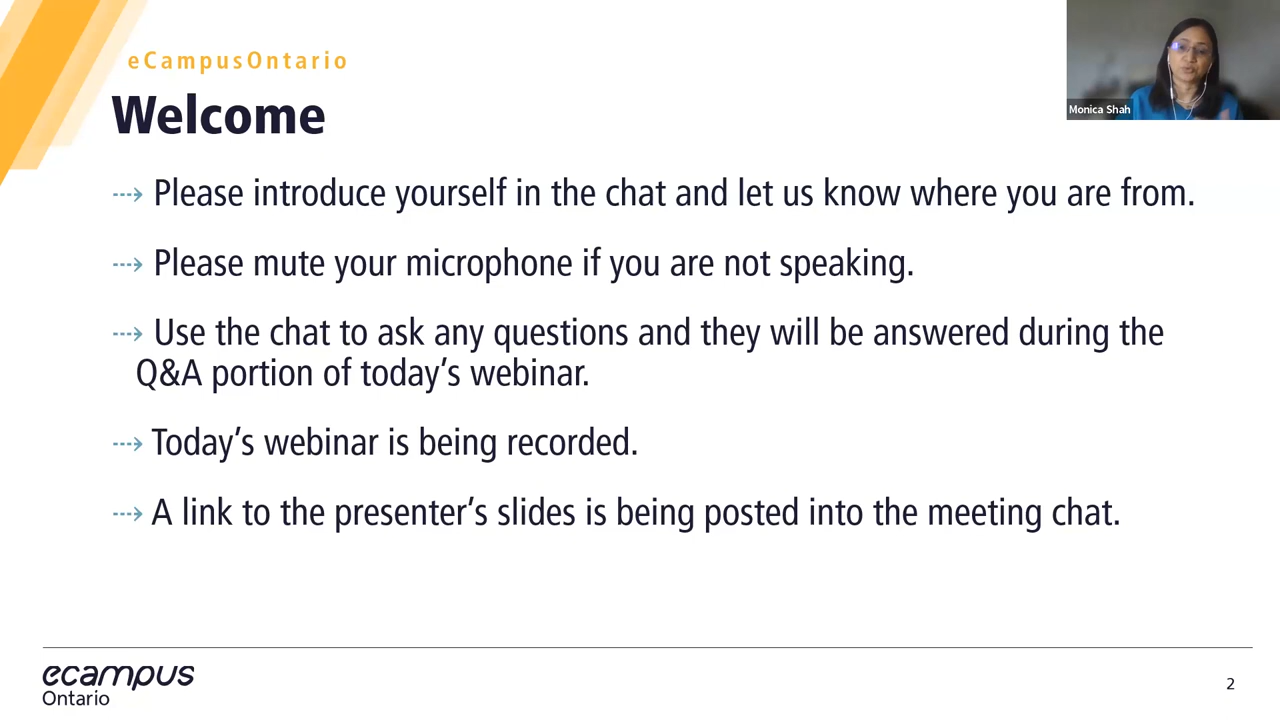 eCampusOntario
Welcome
Monica Shah
⇢ Please introduce yourself in the chat and let us know where you are from.
⇢ Please mute your microphone if you are not speaking.
⇢ Use the chat to ask any questions and they will be answered during the
Q&A portion of today’s webinar.
⇢ Today’s webinar is being recorded.
⇢ A link to the presenter’s slides is being posted into the meeting chat.
ecampus
Ontario
2